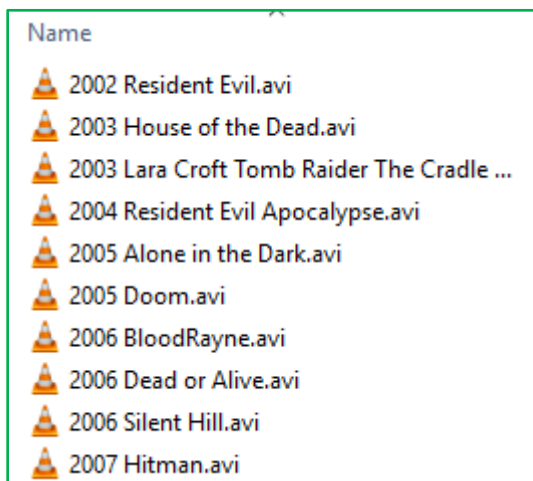 Name
2002 Resident Evil.avi
2003 House of the Dead.avi
2003 Lara Croft Tomb Raider The Cradle ...
2004 Resident Evil Apocalypse.avi
2005 Alone in the Dark.avi
2005 Doom.avi
2006 BloodRayne.avi
2006 Dead or Alive.avi
2006 Silent Hill.avi
2007 Hitman.avi